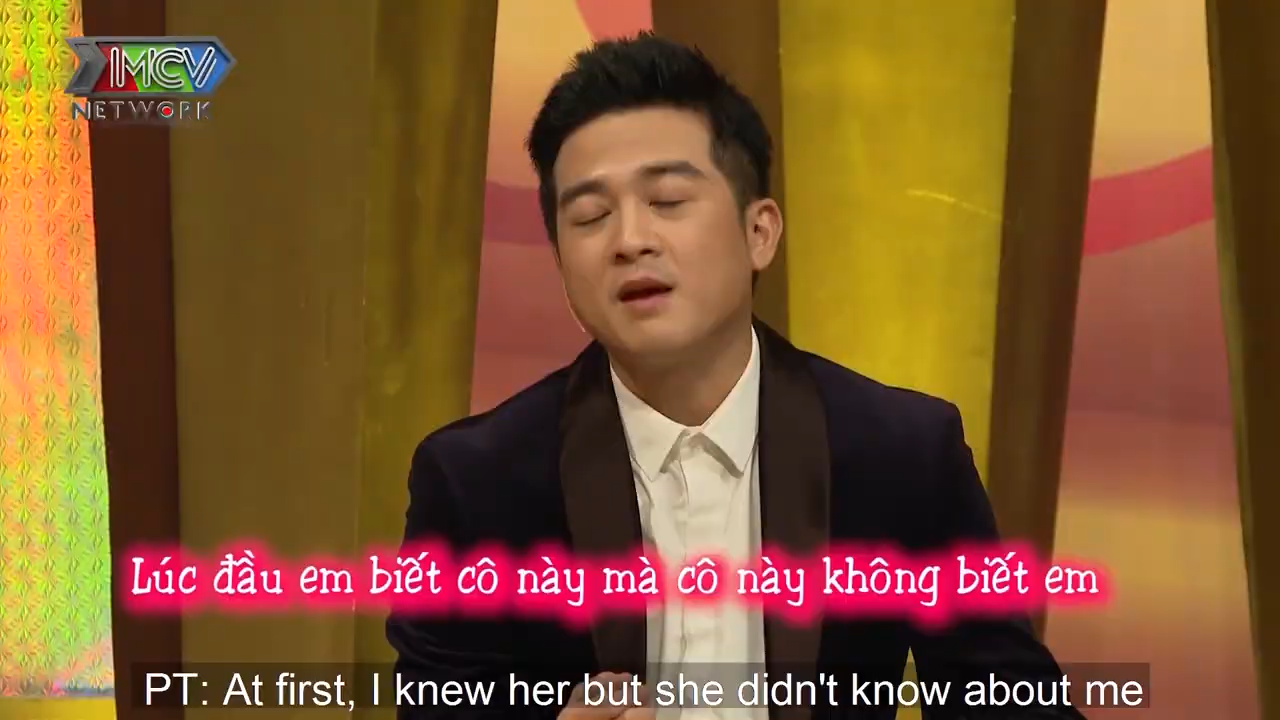 MCV
NETWORK
Lúc đầu em biết cô này mà cô này không biết em
PT: At first, I knew her but she didn't know about me